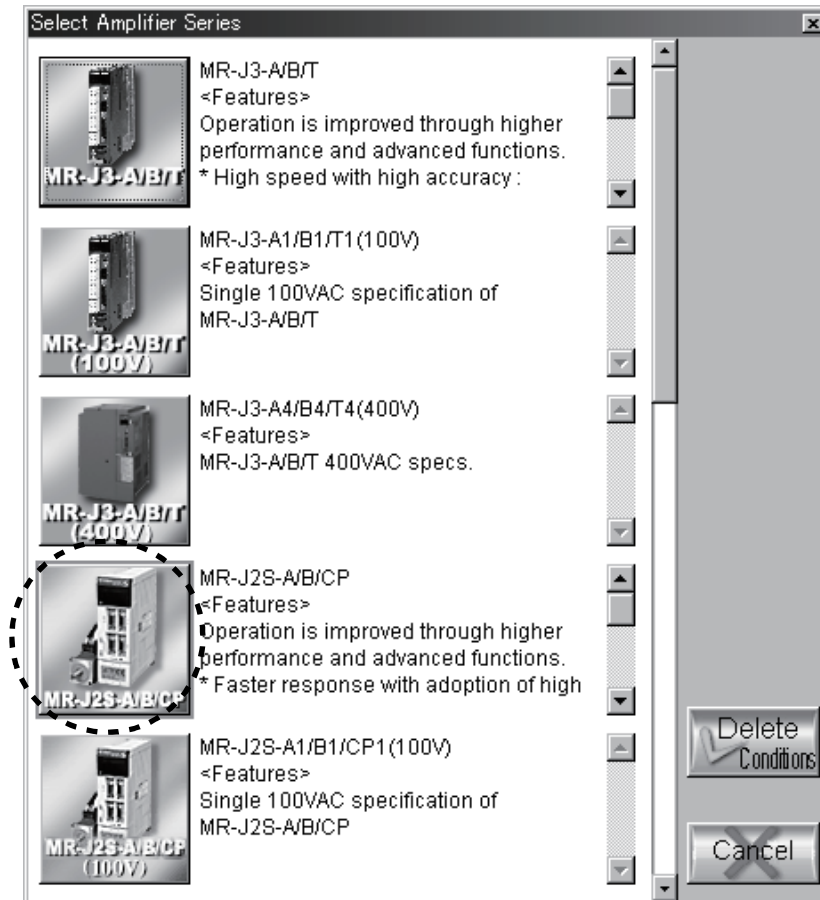 Select Amplifier Series
MR-J3-A/B/T
MR-J3-A/B/T
<Features>
Operation is improved through higher
performance and advanced functions.
* High speed with high accuracy :
MR-J3-A/B/T
(100V)
MR-J3-A1/B1/T1(100V)
<Features>
Single 100VAC specification of
MR-J3-A/B/T
MR-J3-A/B/T
(400V)
MR-J3-A4/B4/T4(400V)
<Features>
MR-J3-A/B/T 400VAC specs.
MR-J2S-A/B/CP
MR-J2S-A/B/CP
<Features>
Operation is improved through higher
performance and advanced functions.
* Faster response with adoption of high
MR-J2S-A/B/CP
(100V)
MR-J2S-A1/B1/CP1(100V)
<Features>
Single 100VAC specification of
MR-J2S-A/B/CP
Delete
Conditions
Cancel